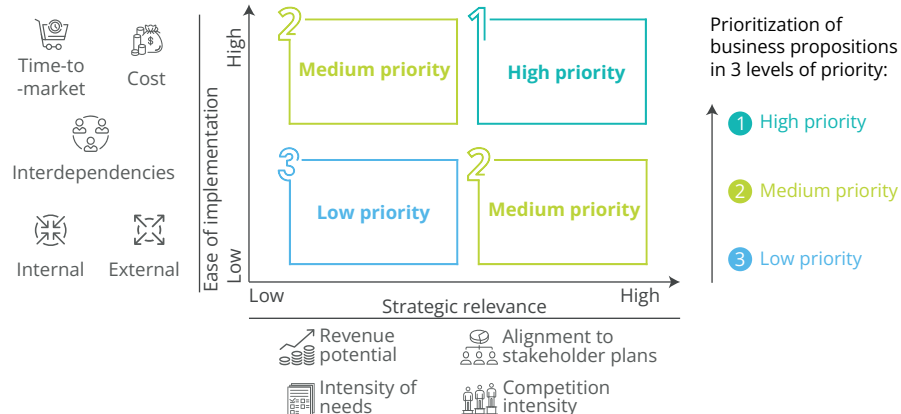 Time-to
-market
Cost
Interdependencies
Internal
External
Ease of implementation
High
Low
2
Medium priority
1
High priority
3
Low priority
2
Medium priority
Low
High
Strategic relevance
Revenue
potential
Alignment to
stakeholder plans
Intensity of
needs
Competition
intensity
Prioritization of
business propositions
in 3 levels of priority:
1 High priority
2 Medium priority
3 Low priority